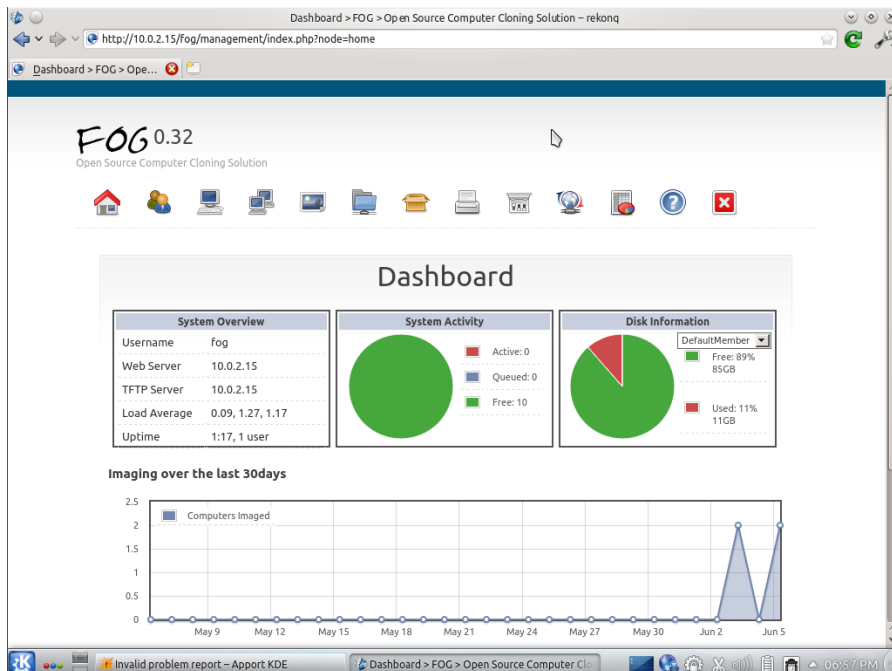 Dashboard > FOG > Open Source Computer Cloning Solution – rekonq
http://10.0.2.15/fog/management/index.php?node=home
Dashboard > FOG > Ope...
FOG 0.32
Open Source Computer Cloning Solution
Dashboard
System Overview
Username fog
Web Server 10.0.2.15
TFTP Server 10.0.2.15
Load Average 0.09, 1.27, 1.17
Uptime 1:17, 1 user
System Activity
Active: 0
Queued: 0
Free: 10
Disk Information
DefaultMember
Free: 89%
85GB
Used: 11%
11GB
Imaging over the last 30days
Computers Imaged
2.5
2
1.5
1
0.5
0
May 9 May 12 May 15 May 18 May 21 May 24 May 27 May 30 Jun 2 Jun 5
Invalid problem report – Apport KDE
Dashboard > FOG > Open Source Computer Clo
06:57 PM